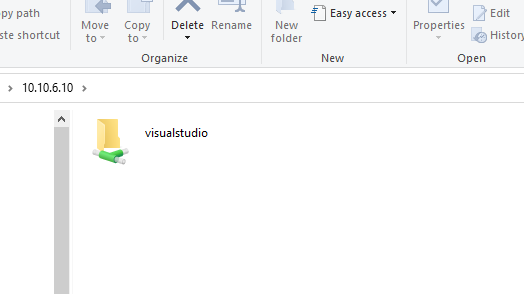 py path
ste shortcut
Move to
Copy to
Delete
Rename
Organize
New folder
Easy access
New
Properties
Edit
History
Open
10.10.6.10
visualstudio